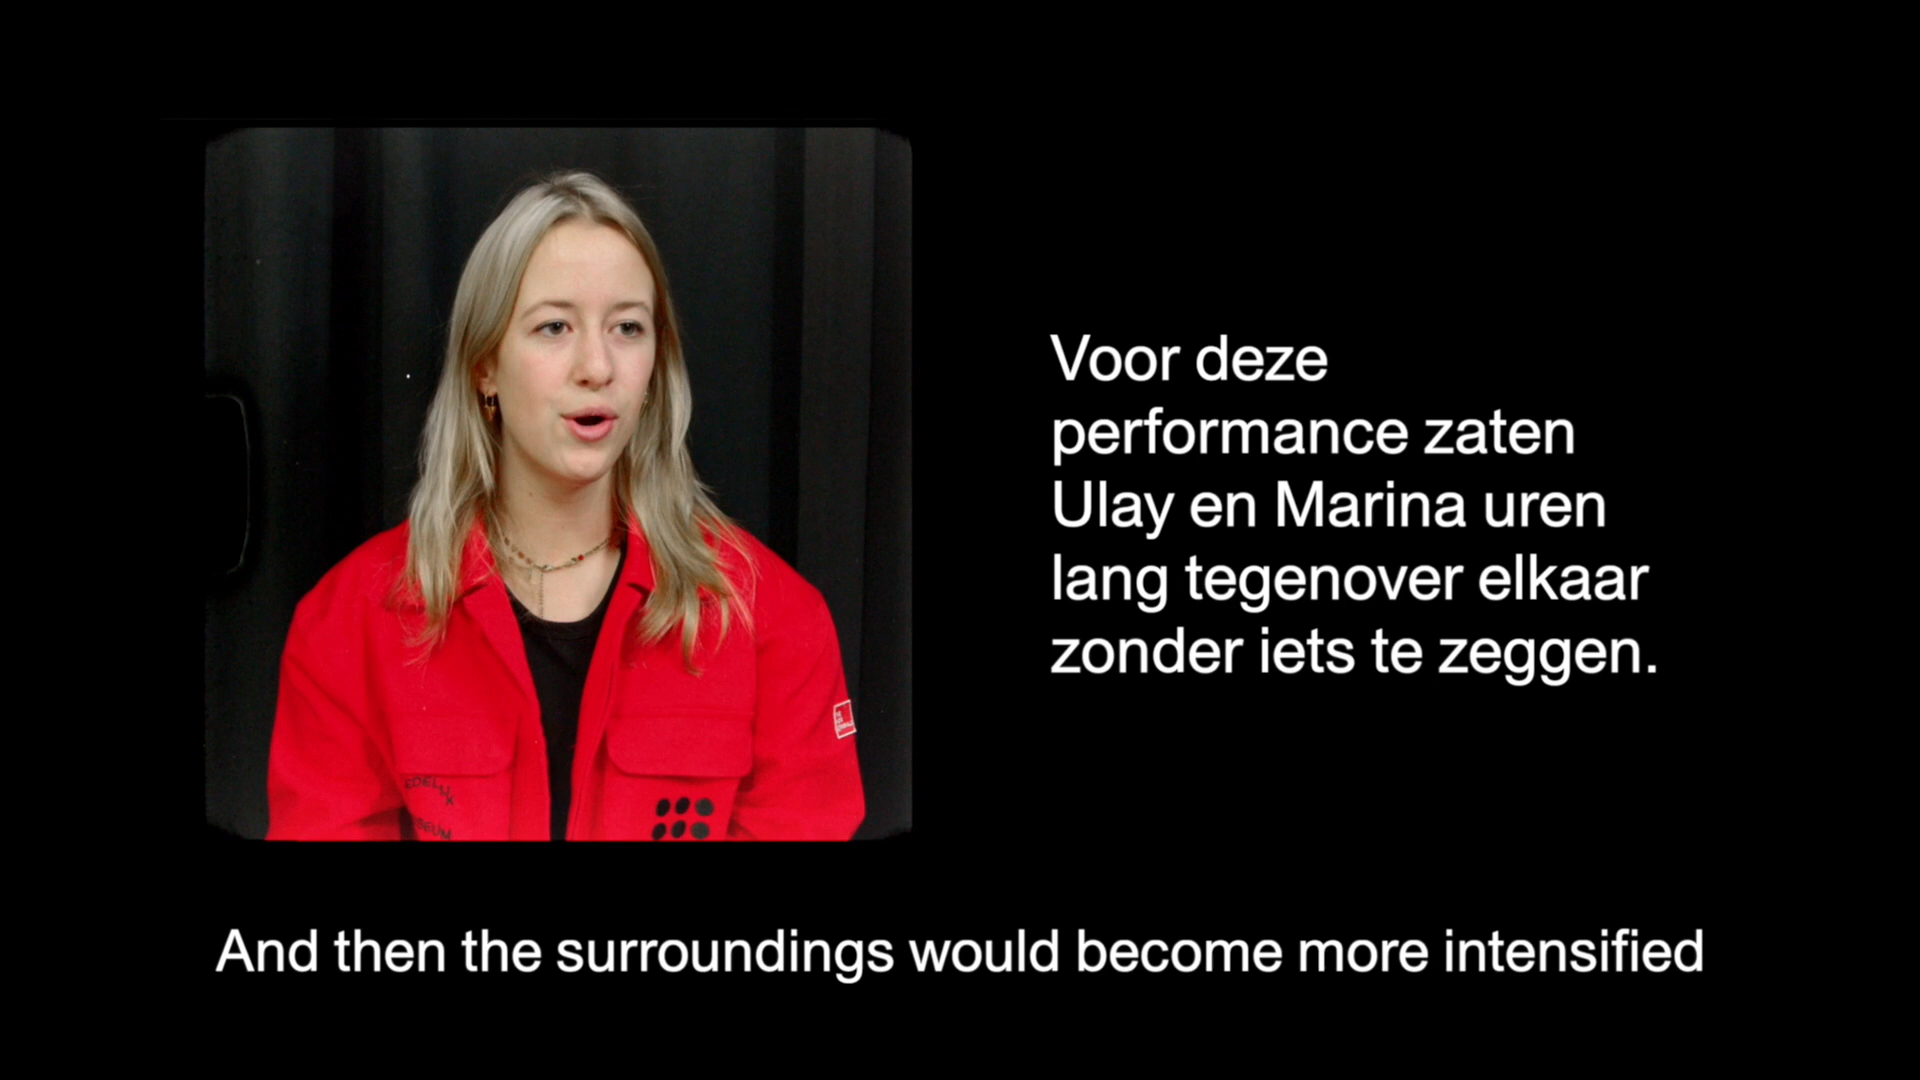 Voor deze
performance zaten
Ulay en Marina uren
lang tegenover elkaar
zonder iets te zeggen.
And then the surroundings would become more intensified